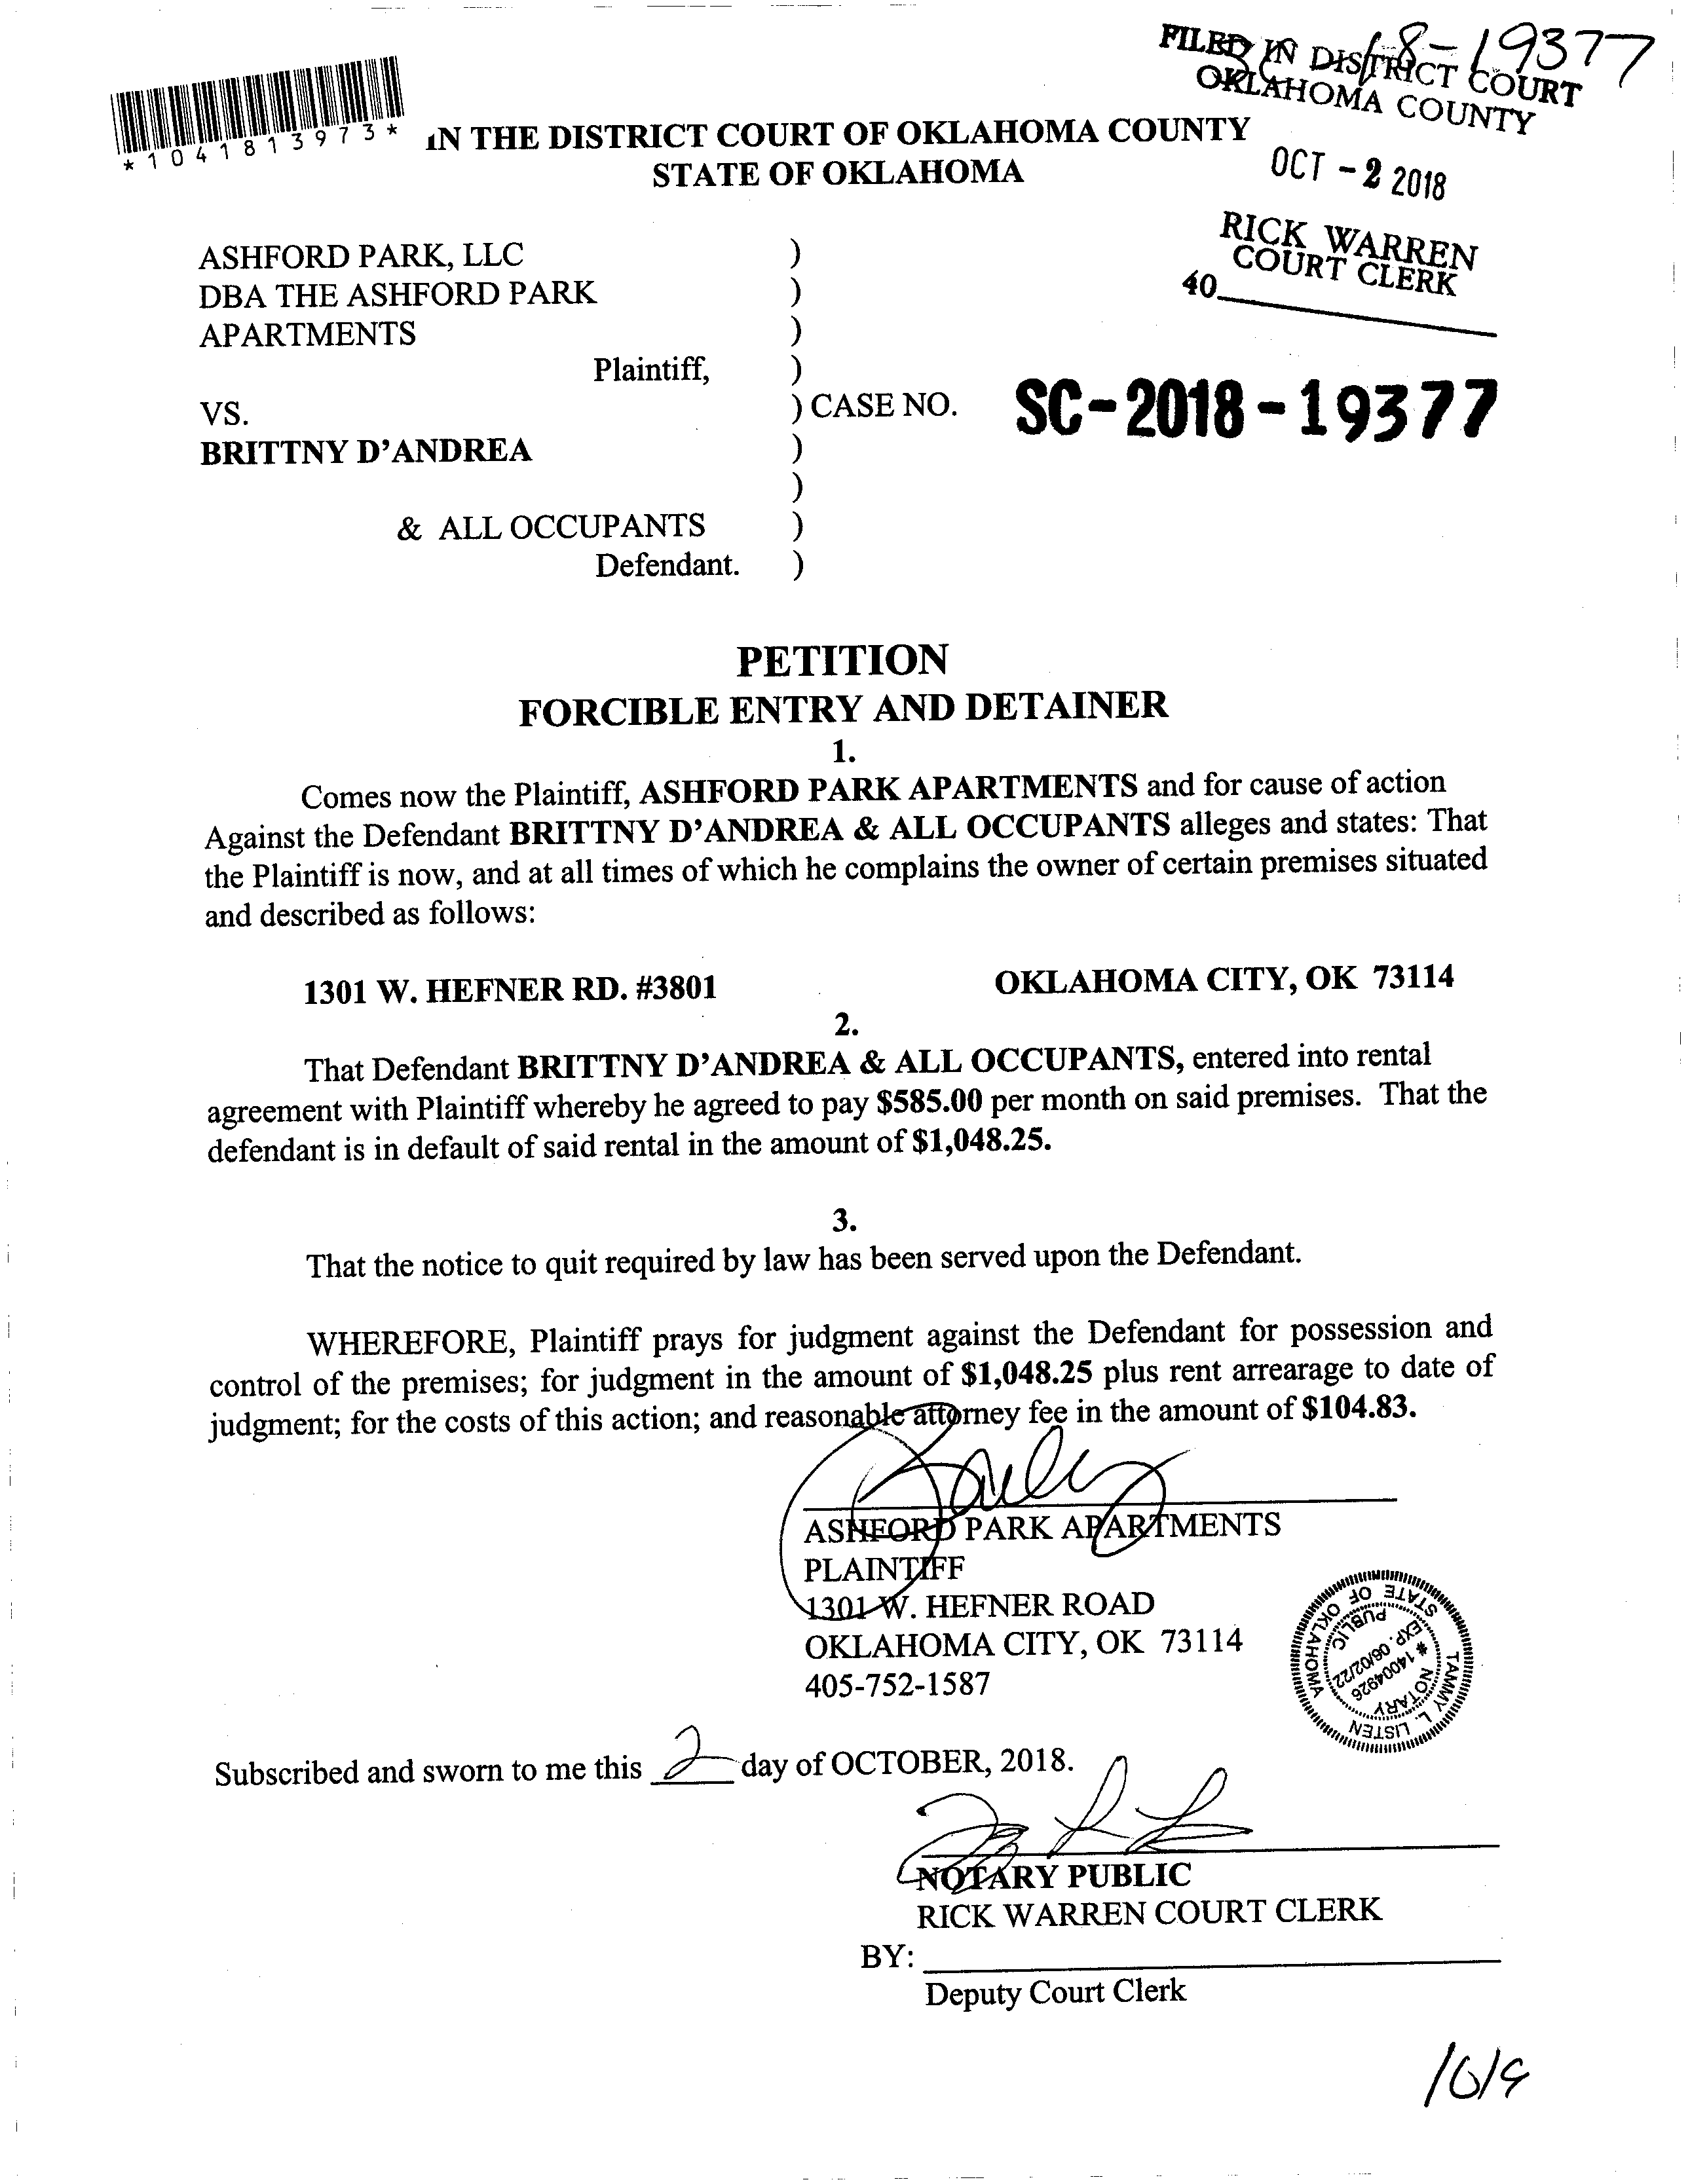 SC 18-19377
FILED IN DISTRICT COURT
OKLAHOMA COUNTY
*1041813973*
IN THE DISTRICT COURT OF OKLAHOMA COUNTY
STATE OF OKLAHOMA
OCT - 2 2018
RICK WARREN
COURT CLERK
40
ASHFORD PARK, LLC )
DBA THE ASHFORD PARK )
APARTMENTS )
Plaintiff, )
VS. ) CASE NO. SC-2018-19377
BRITTNY D’ANDREA )
)
& ALL OCCUPANTS )
Defendant. )
PETITION
FORCIBLE ENTRY AND DETAINER
1.
Comes now the Plaintiff, ASHFORD PARK APARTMENTS and for cause of action
Against the Defendant BRITTNY D’ANDREA & ALL OCCUPANTS alleges and states: That
the Plaintiff is now, and at all times of which he complains the owner of certain premises situated
and described as follows:
1301 W. HEFNER RD. #3801 OKLAHOMA CITY, OK 73114
2.
That Defendant BRITTNY D’ANDREA & ALL OCCUPANTS, entered into rental
agreement with Plaintiff whereby he agreed to pay $585.00 per month on said premises. That the
defendant is in default of said rental in the amount of $1,048.25.
3.
That the notice to quit required by law has been served upon the Defendant.
WHEREFORE, Plaintiff prays for judgment against the Defendant for possession and
control of the premises; for judgment in the amount of $1,048.25 plus rent arrearage to date of
judgment; for the costs of this action; and reasonable attorney fee in the amount of $104.83.
ASHFORD PARK APARTMENTS
PLAINTIFF
1301 W. HEFNER ROAD
OKLAHOMA CITY, OK 73114
405-752-1587
TAMMY L. LISTEN
STATE OF OKLAHOMA
NOTARY PUBLIC
# 14004926
EXP. 06/02/22
Subscribed and sworn to me this 2 day of OCTOBER, 2018.
NOTARY PUBLIC
RICK WARREN COURT CLERK
BY:
Deputy Court Clerk